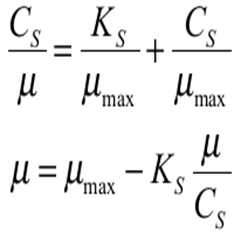 C_S/μ = K_S/μ_max + C_S/μ_max
μ = μ_max − K_S μ/C_S